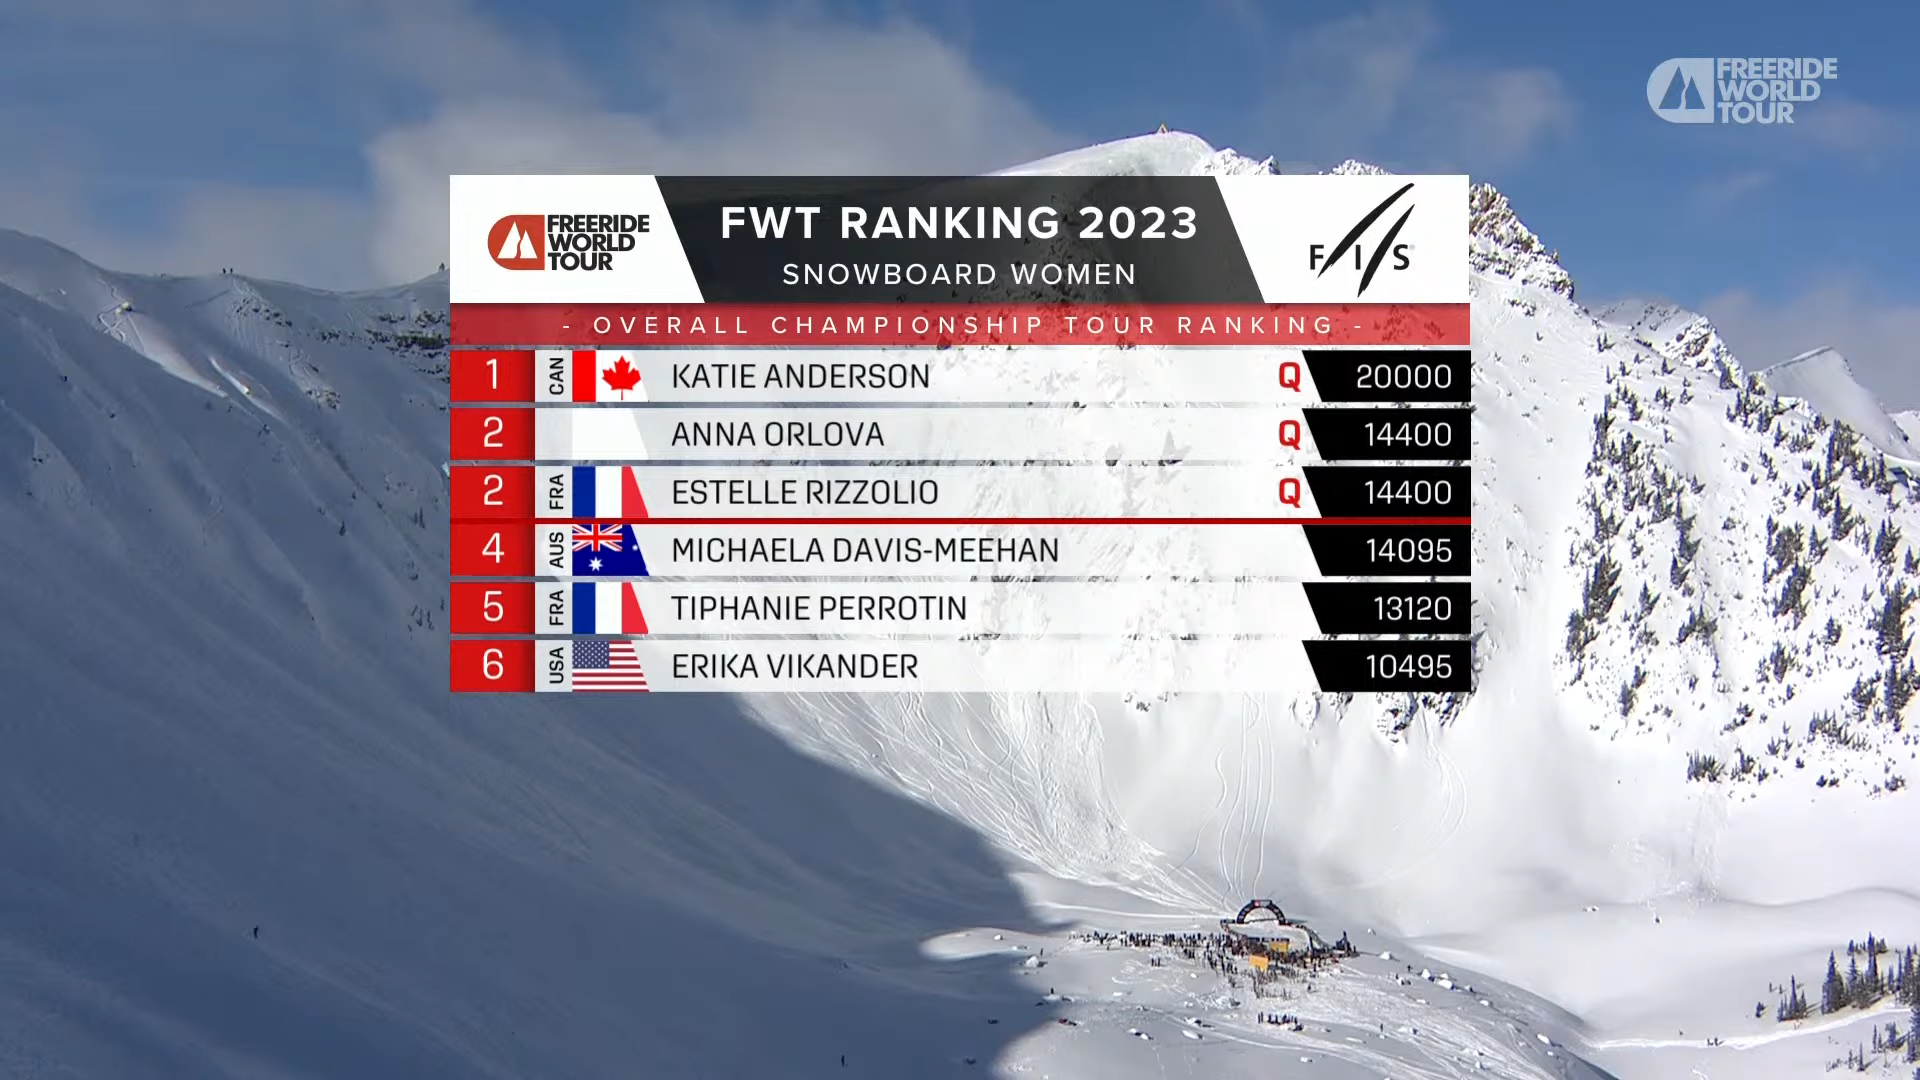 FREERIDE
WORLD
TOUR
FREERIDE
WORLD
TOUR
FWT RANKING 2023
SNOWBOARD WOMEN
F I S
- OVERALL CHAMPIONSHIP TOUR RANKING -
1 CAN KATIE ANDERSON Q 20000
2 ANNA ORLOVA Q 14400
2 FRA ESTELLE RIZZOLIO Q 14400
4 AUS MICHAELA DAVIS-MEEHAN 14095
5 FRA TIPHANIE PERROTIN 13120
6 USA ERIKA VIKANDER 10495